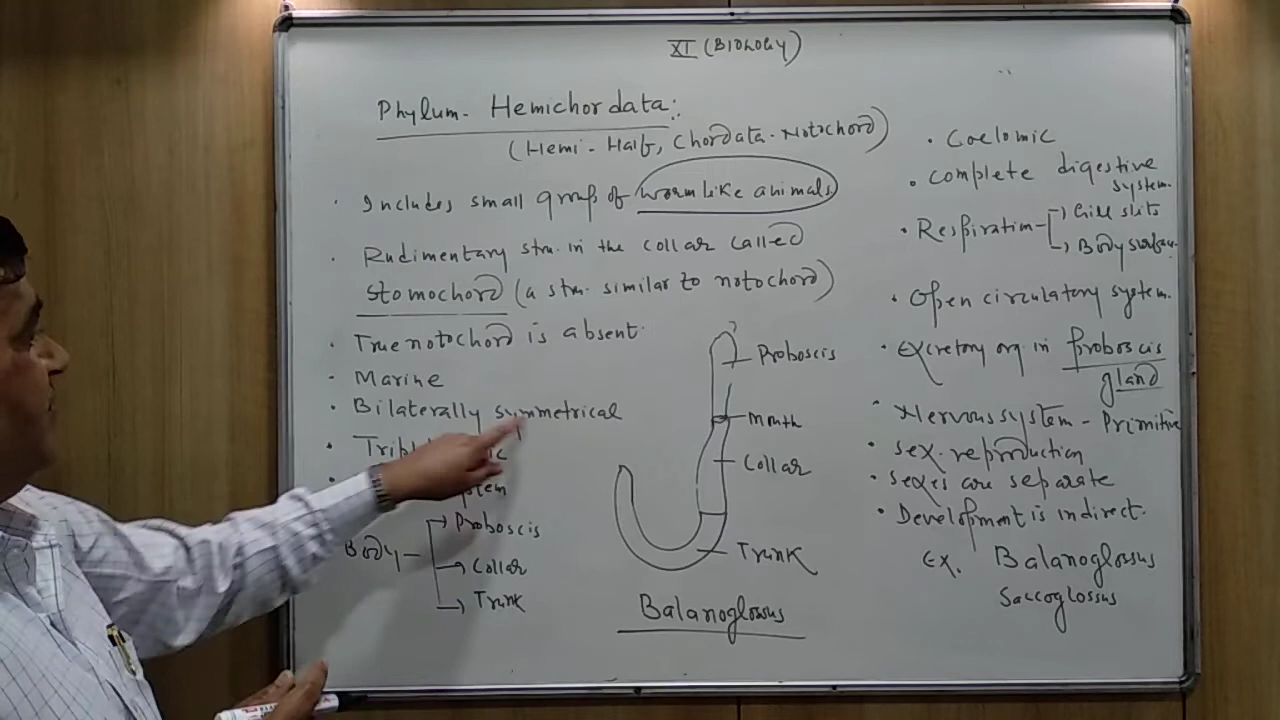 XI (BIOLOGY)
Phylum - Hemichordata:
(Hemi - Half, Chordata - Notochord)
· Includes small group of worm like animals
· Rudimentary stru. in the collar called
stomochord (a stru. similar to notochord)
· True notochord is absent.
· Marine
· Bilaterally symmetrical
Body -
→ Proboscis
→ Collar
→ Trunk
Proboscis
Mouth
Collar
Trunk
Balanoglossus
· Coelomic
· complete digestive
system.
· Respiration - → Gill slits
→ Body surface.
· Open circulatory system.
· Excretory org in proboscis
gland
· Nervous system - Primitive
· Sex. reproduction
· Sexes are separate
· Development is indirect.
Ex. Balanoglossus
Saccoglossus